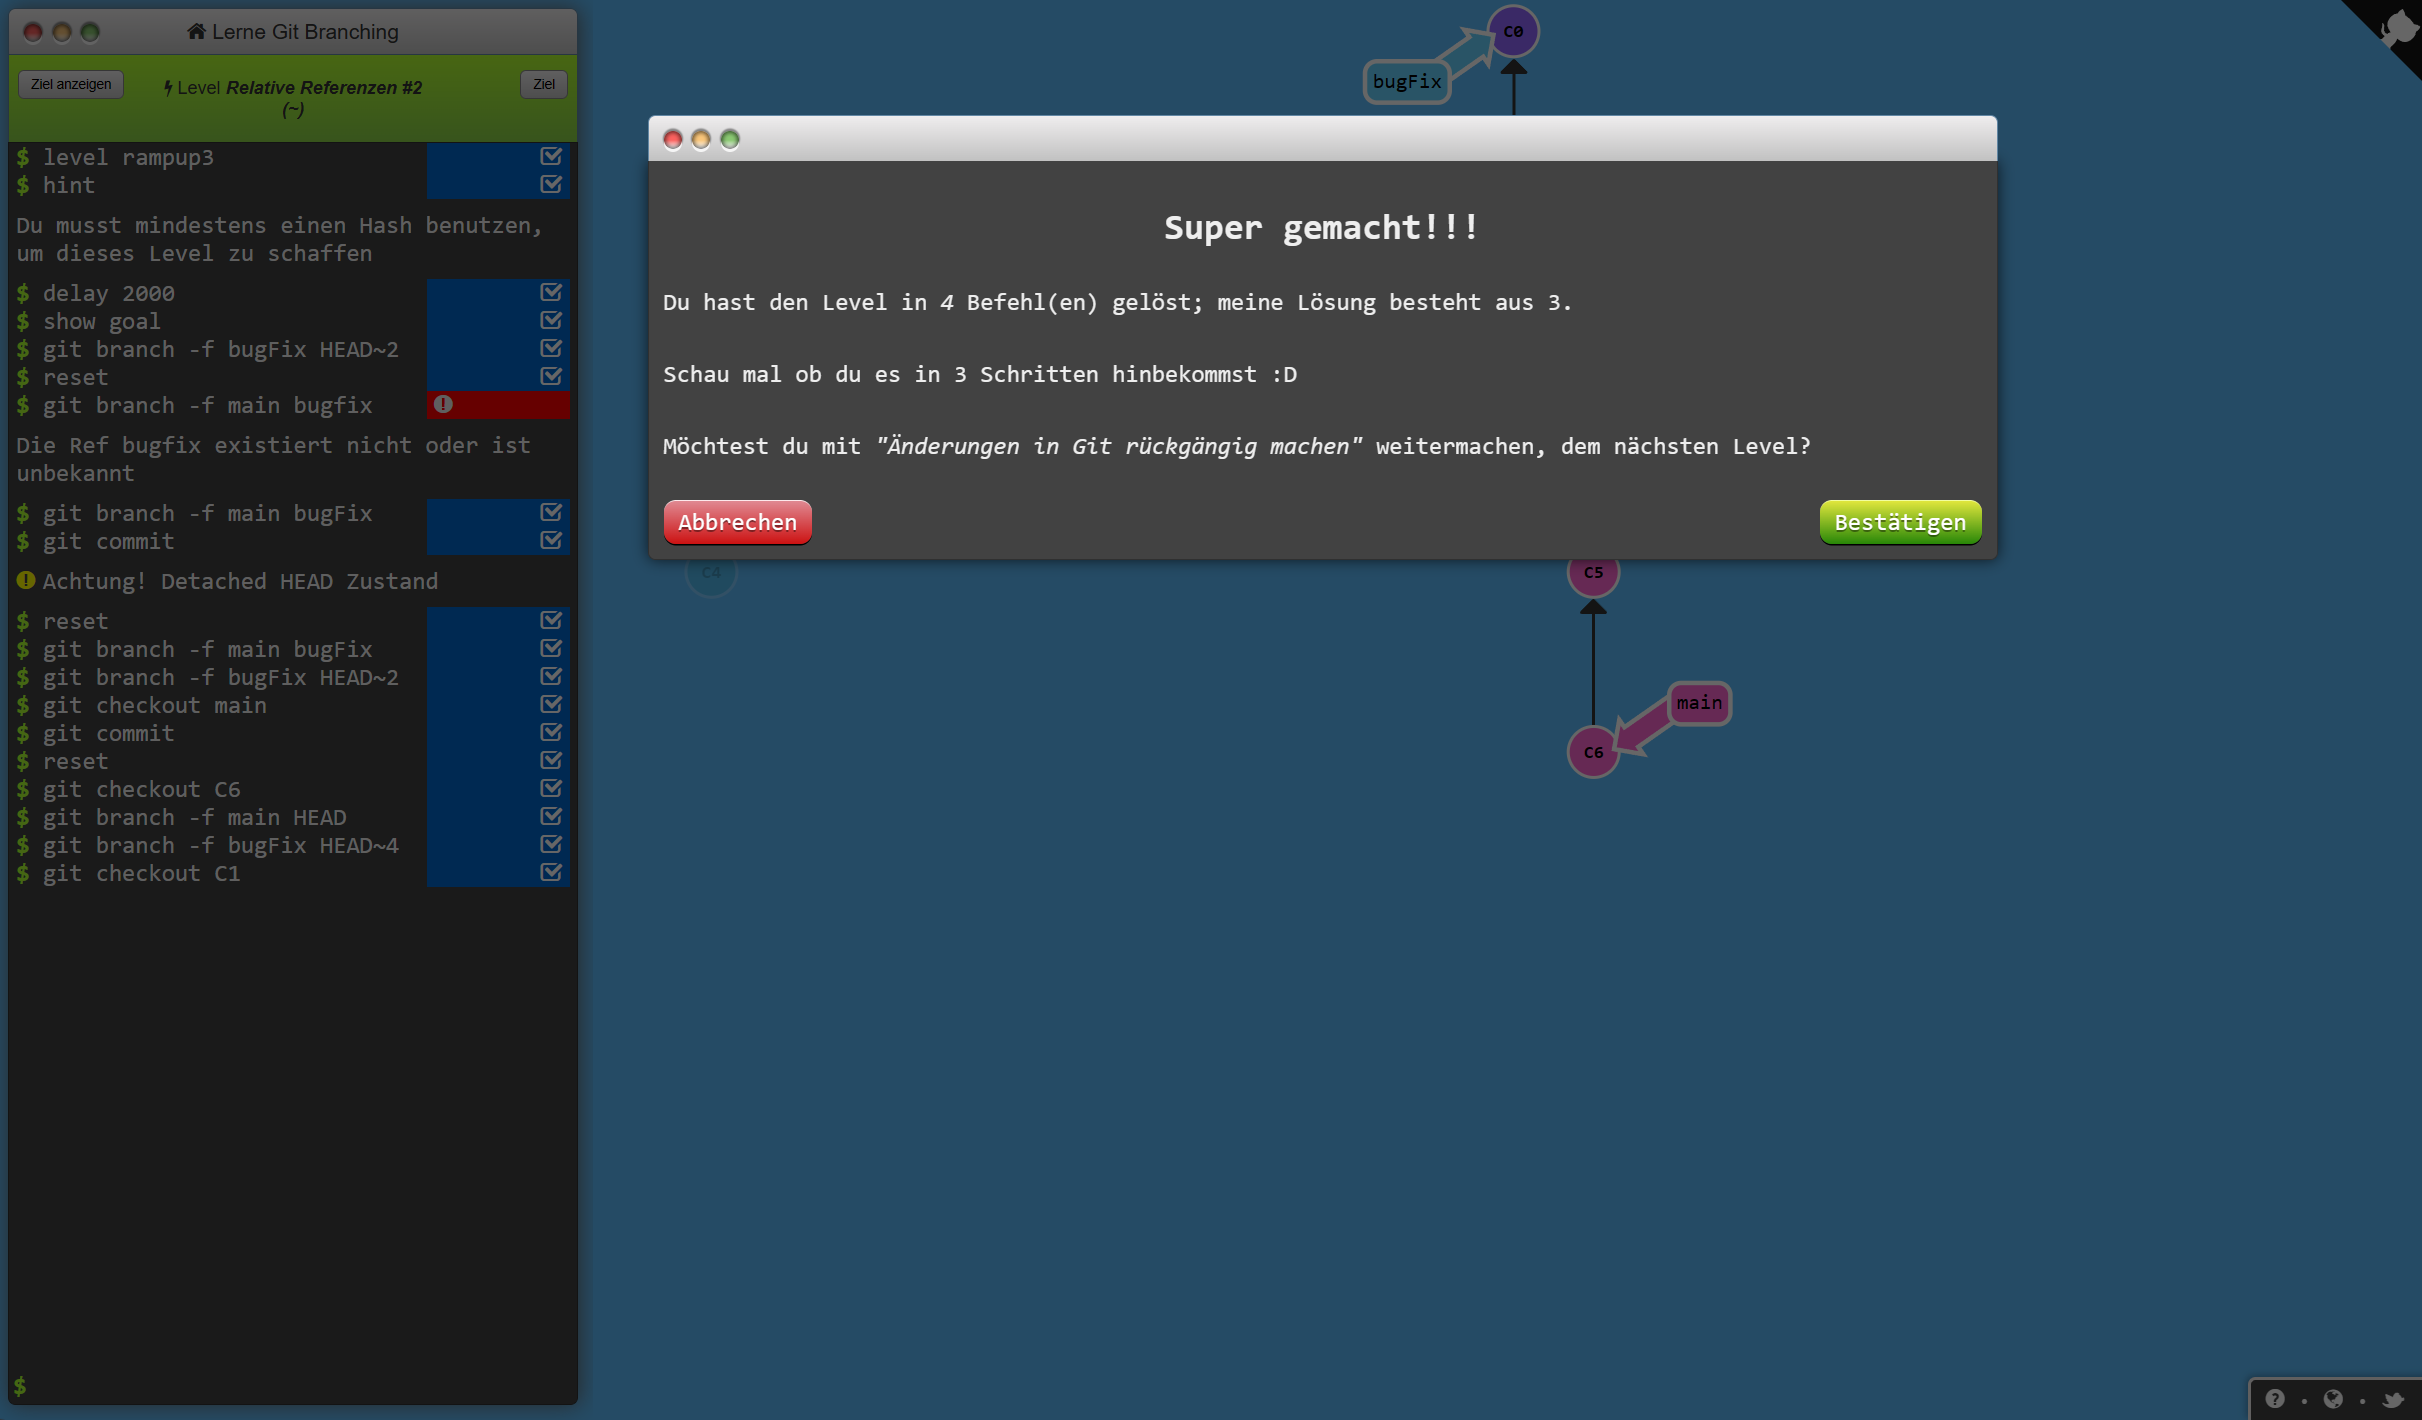 Lerne Git Branching
Ziel anzeigen
Level Relative Referenzen #2
(~)
Ziel
$ level rampup3
$ hint
Du musst mindestens einen Hash benutzen,
um dieses Level zu schaffen
$ delay 2000
$ show goal
$ git branch -f bugFix HEAD~2
$ reset
$ git branch -f main bugfix
Die Ref bugfix existiert nicht oder ist
unbekannt
$ git branch -f main bugFix
$ git commit
Achtung! Detached HEAD Zustand
$ reset
$ git branch -f main bugFix
$ git branch -f bugFix HEAD~2
$ git checkout main
$ git commit
$ reset
$ git checkout C6
$ git branch -f main HEAD
$ git branch -f bugFix HEAD~4
$ git checkout C1
$
C0
bugFix
Super gemacht!!!
Du hast den Level in 4 Befehl(en) gelöst; meine Lösung besteht aus 3.
Schau mal ob du es in 3 Schritten hinbekommst :D
Möchtest du mit "Änderungen in Git rückgängig machen" weitermachen, dem nächsten Level?
Abbrechen
Bestätigen
C4
C5
main
C6